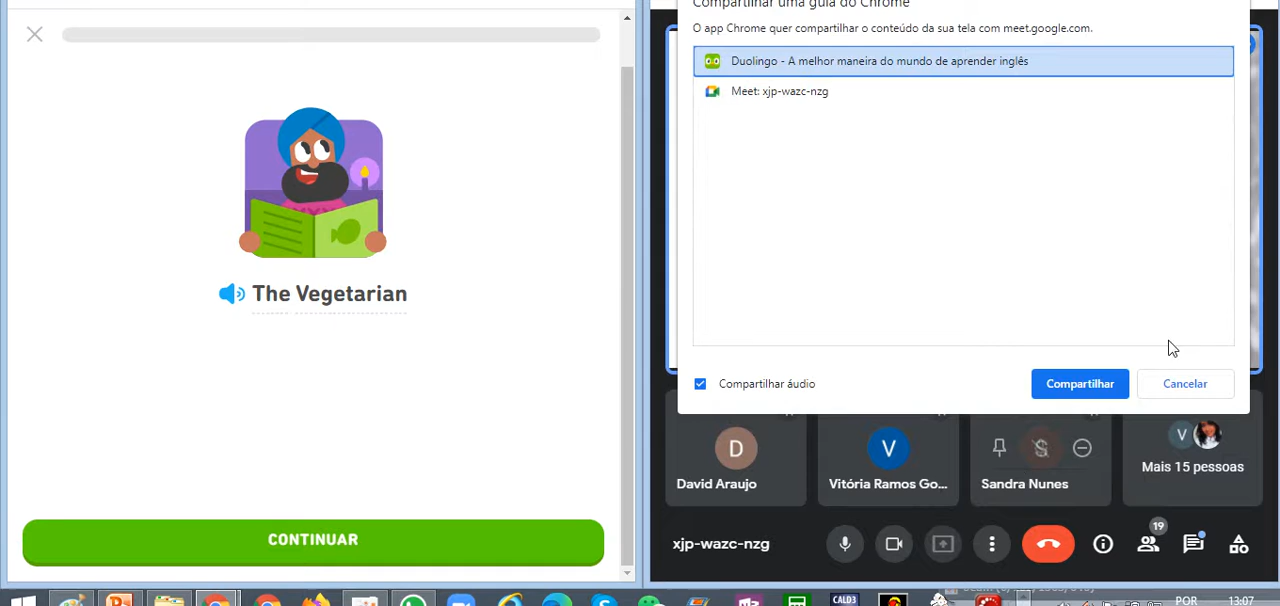 The Vegetarian
CONTINUAR
Compartilhar uma guia do Chrome
O app Chrome quer compartilhar o conteúdo da sua tela com meet.google.com.
Duolingo - A melhor maneira do mundo de aprender inglês
Meet: xjp-wazc-nzg
Compartilhar áudio
Compartilhar
Cancelar
D
David Araujo
V
Vitória Ramos Go...
Sandra Nunes
V
Mais 15 pessoas
xjp-wazc-nzg
19
CALD3
POR
13:07